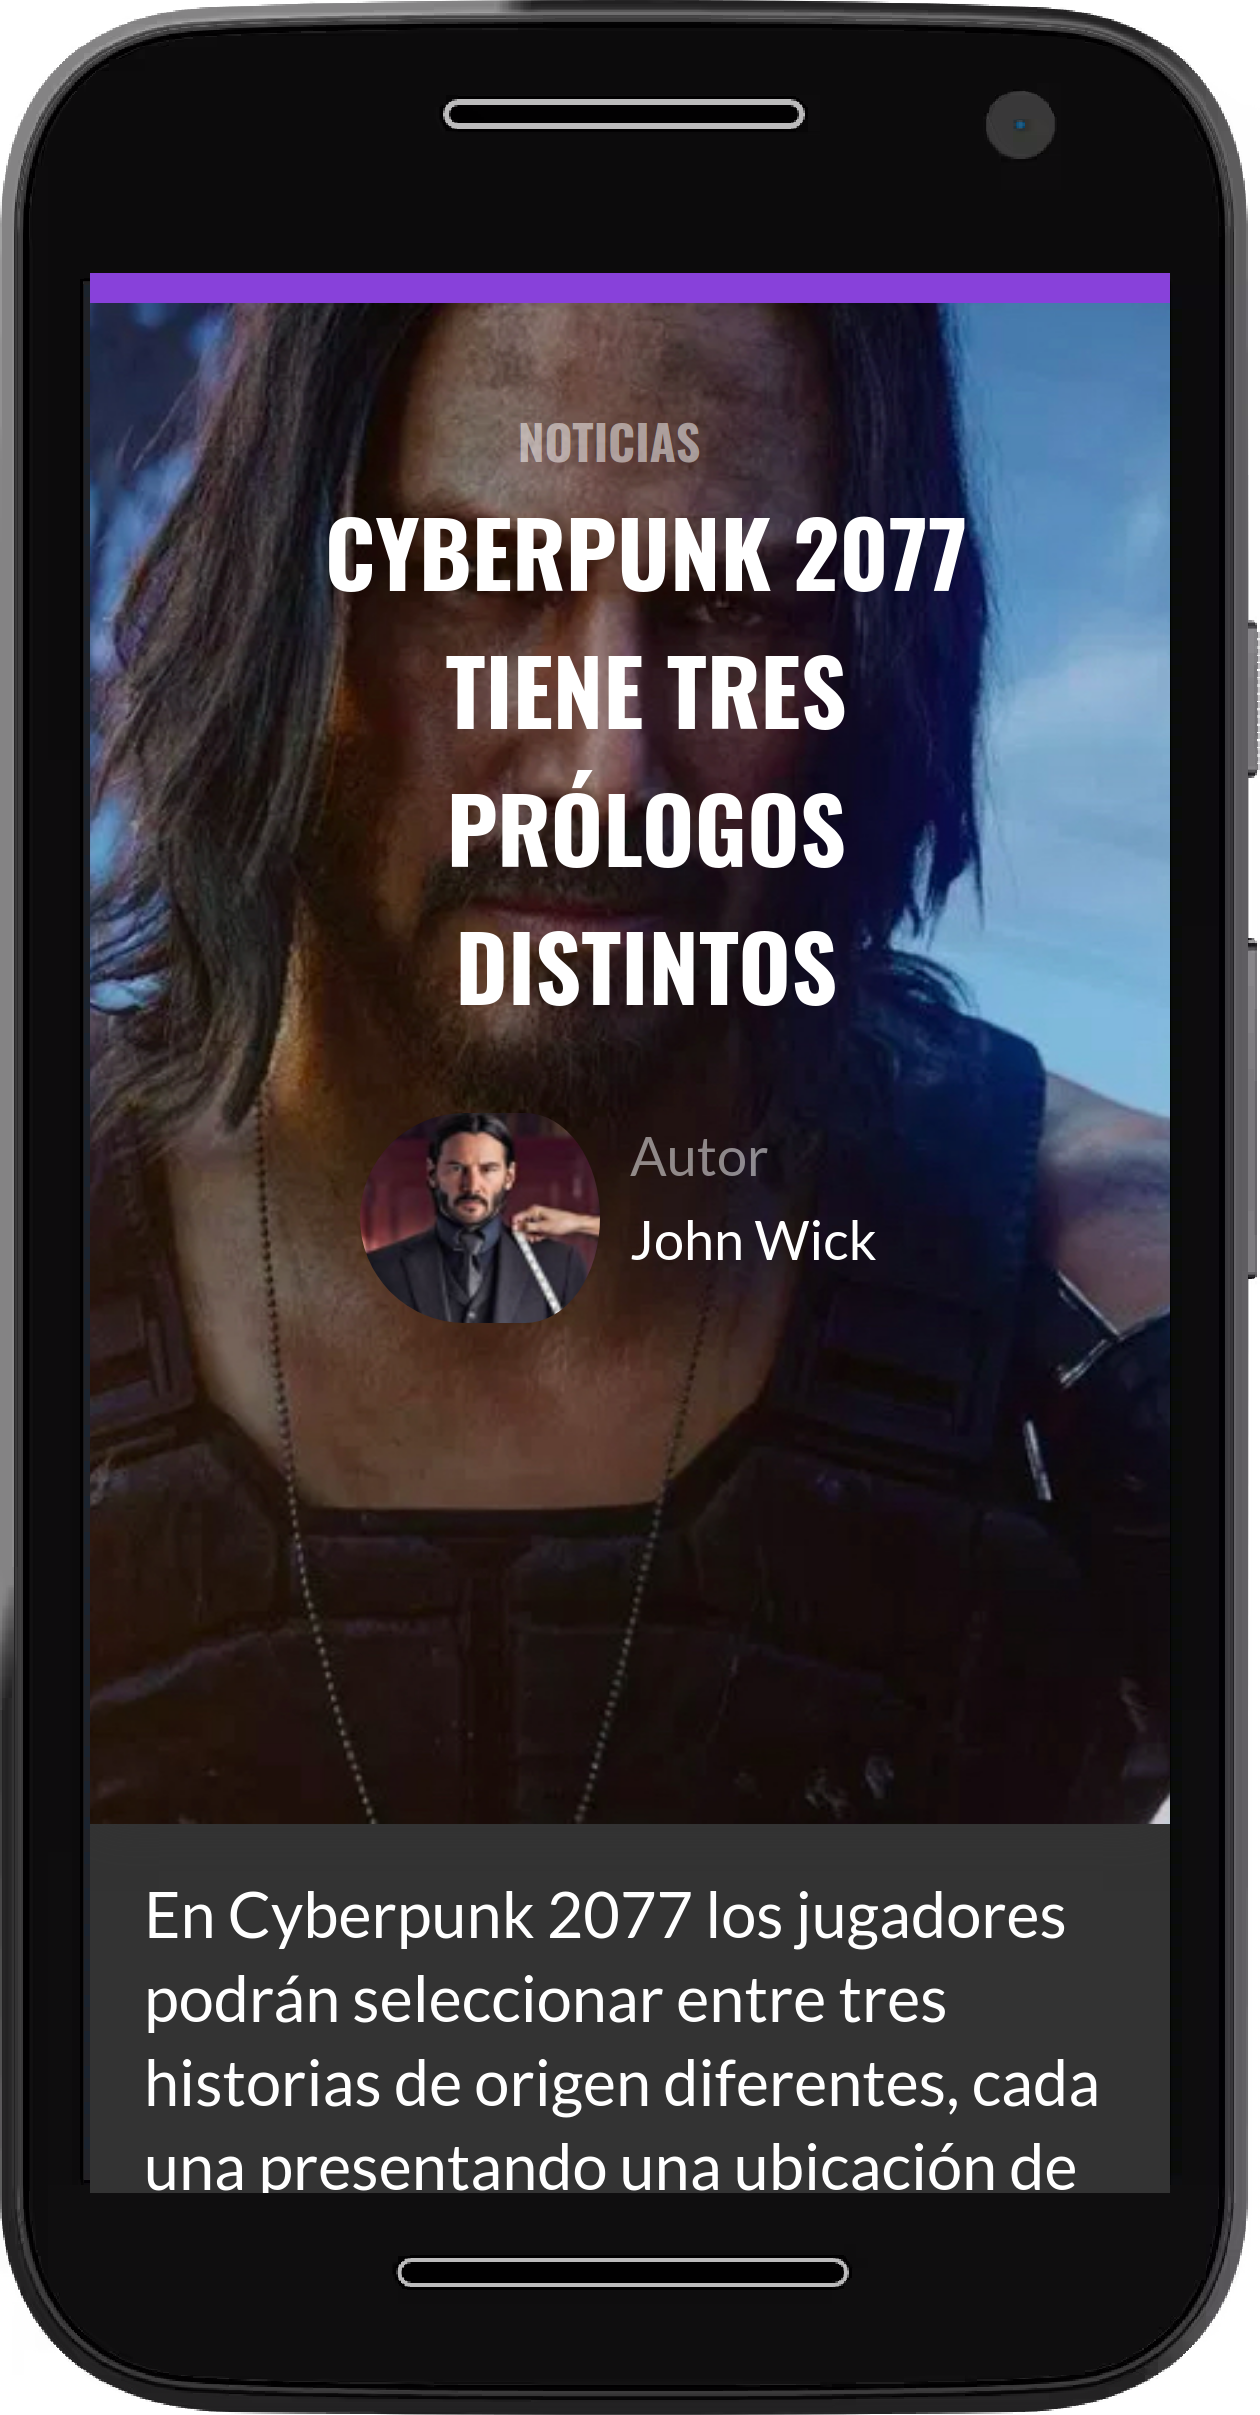 NOTICIAS
CYBERPUNK 2077
TIENE TRES
PRÓLOGOS
DISTINTOS
Autor
John Wick
En Cyberpunk 2077 los jugadores
podrán seleccionar entre tres
historias de origen diferentes, cada
una presentando una ubicación de